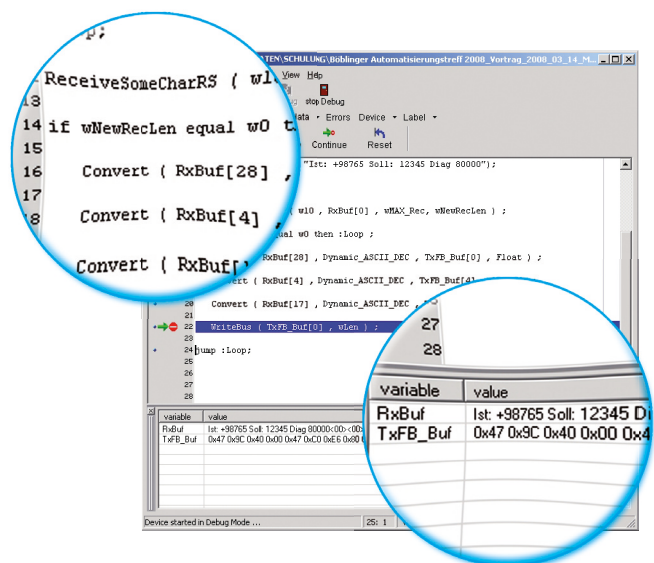 p;
TEN\SCHULUNG\Böblinger Automatisierungstreff 2008_Vortrag_2008_03_14_M...
View Help
stop Debug
Errors Device Label
Continue Reset
ReceiveSomeCharRS ( w1
13
14 if wNewRecLen equal w0 t
15
16 Convert ( RxBuf[28] ,
17
18 Convert ( RxBuf[4] ,
Convert ( RxBuf[1
"Ist: +98765 Soll: 12345 Diag 80000");
( w10 , RxBuf[0] , wMAX_Rec, wNewRecLen ) ;
equal w0 then :Loop ;
RxBuf[28] , Dynamic_ASCII_DEC , TxFB_Buf[0] , Float ) ;
( RxBuf[4] , Dynamic_ASCII_DEC , TxFB_Buf[4]
20 Convert ( RxBuf[17] , Dynamic_ASCII_DEC ,
21
22 WriteBus ( TxFB_Buf[0] , wLen ) ;
23
24 jump :Loop;
25
26
27
28
27
28
variable value
RxBuf Ist: +98765 Soll: 12345 Diag 80000<00><00>
TxFB_Buf 0x47 0x9C 0x40 0x00 0x47 0xC0 0xE6 0x80
variable value
RxBuf Ist: +98765 Soll: 12345 Di
TxFB_Buf 0x47 0x9C 0x40 0x00 0x4
Device started in Debug Mode ... 25: 1